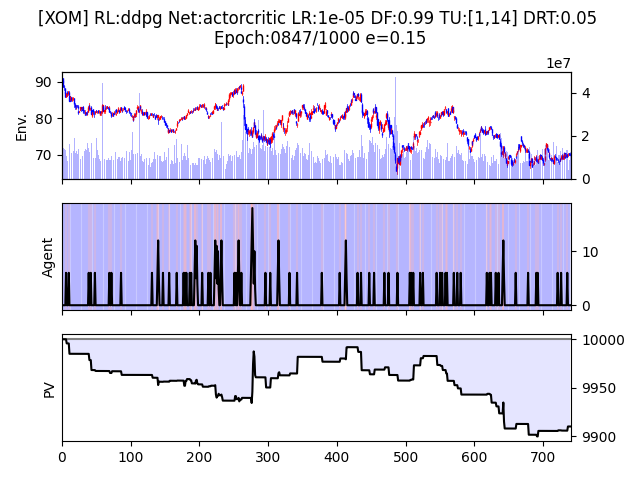 [XOM] RL:ddpg Net:actorcritic LR:1e-05 DF:0.99 TU:[1,14] DRT:0.05
Epoch:0847/1000 e=0.15
1e7
Env.
90
80
70
4
2
0
Agent
10
0
PV
10000
9950
9900
0 100 200 300 400 500 600 700